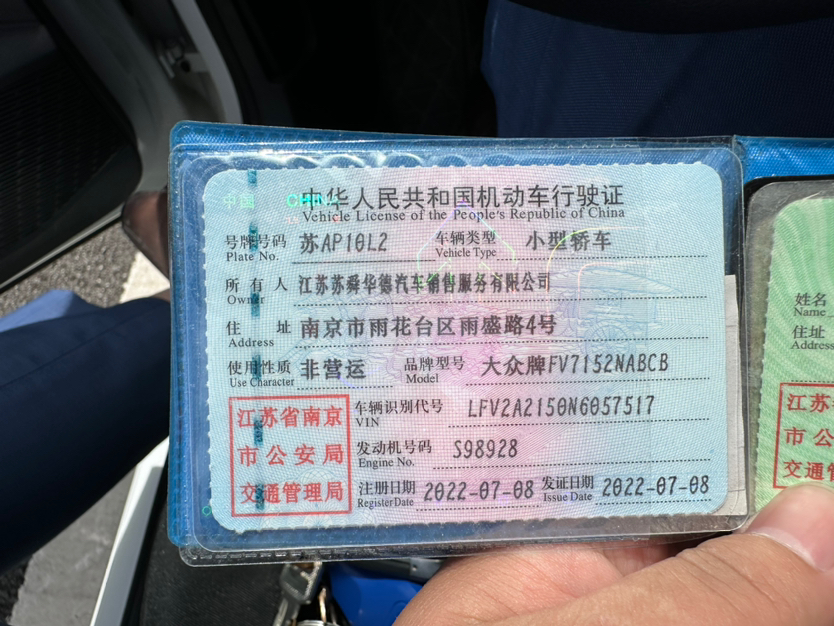 中国 CHINA
中华人民共和国机动车行驶证
Vehicle License of the People's Republic of China
号牌号码 苏AP10L2 车辆类型 小型轿车
Plate No. Vehicle Type
所有人 江苏苏舜华德汽车销售服务有限公司
Owner
住址 南京市雨花台区雨盛路4号
Address
使用性质 非营运 品牌型号 大众牌FV7152NABCB
Use Character Model
江苏省南京
市公安局
交通管理局
车辆识别代号 LFV2A2150N6057517
VIN
发动机号码 S98928
Engine No.
注册日期 2022-07-08 发证日期 2022-07-08
Register Date Issue Date
姓名
Name
住址
Address
江苏
市公
交通